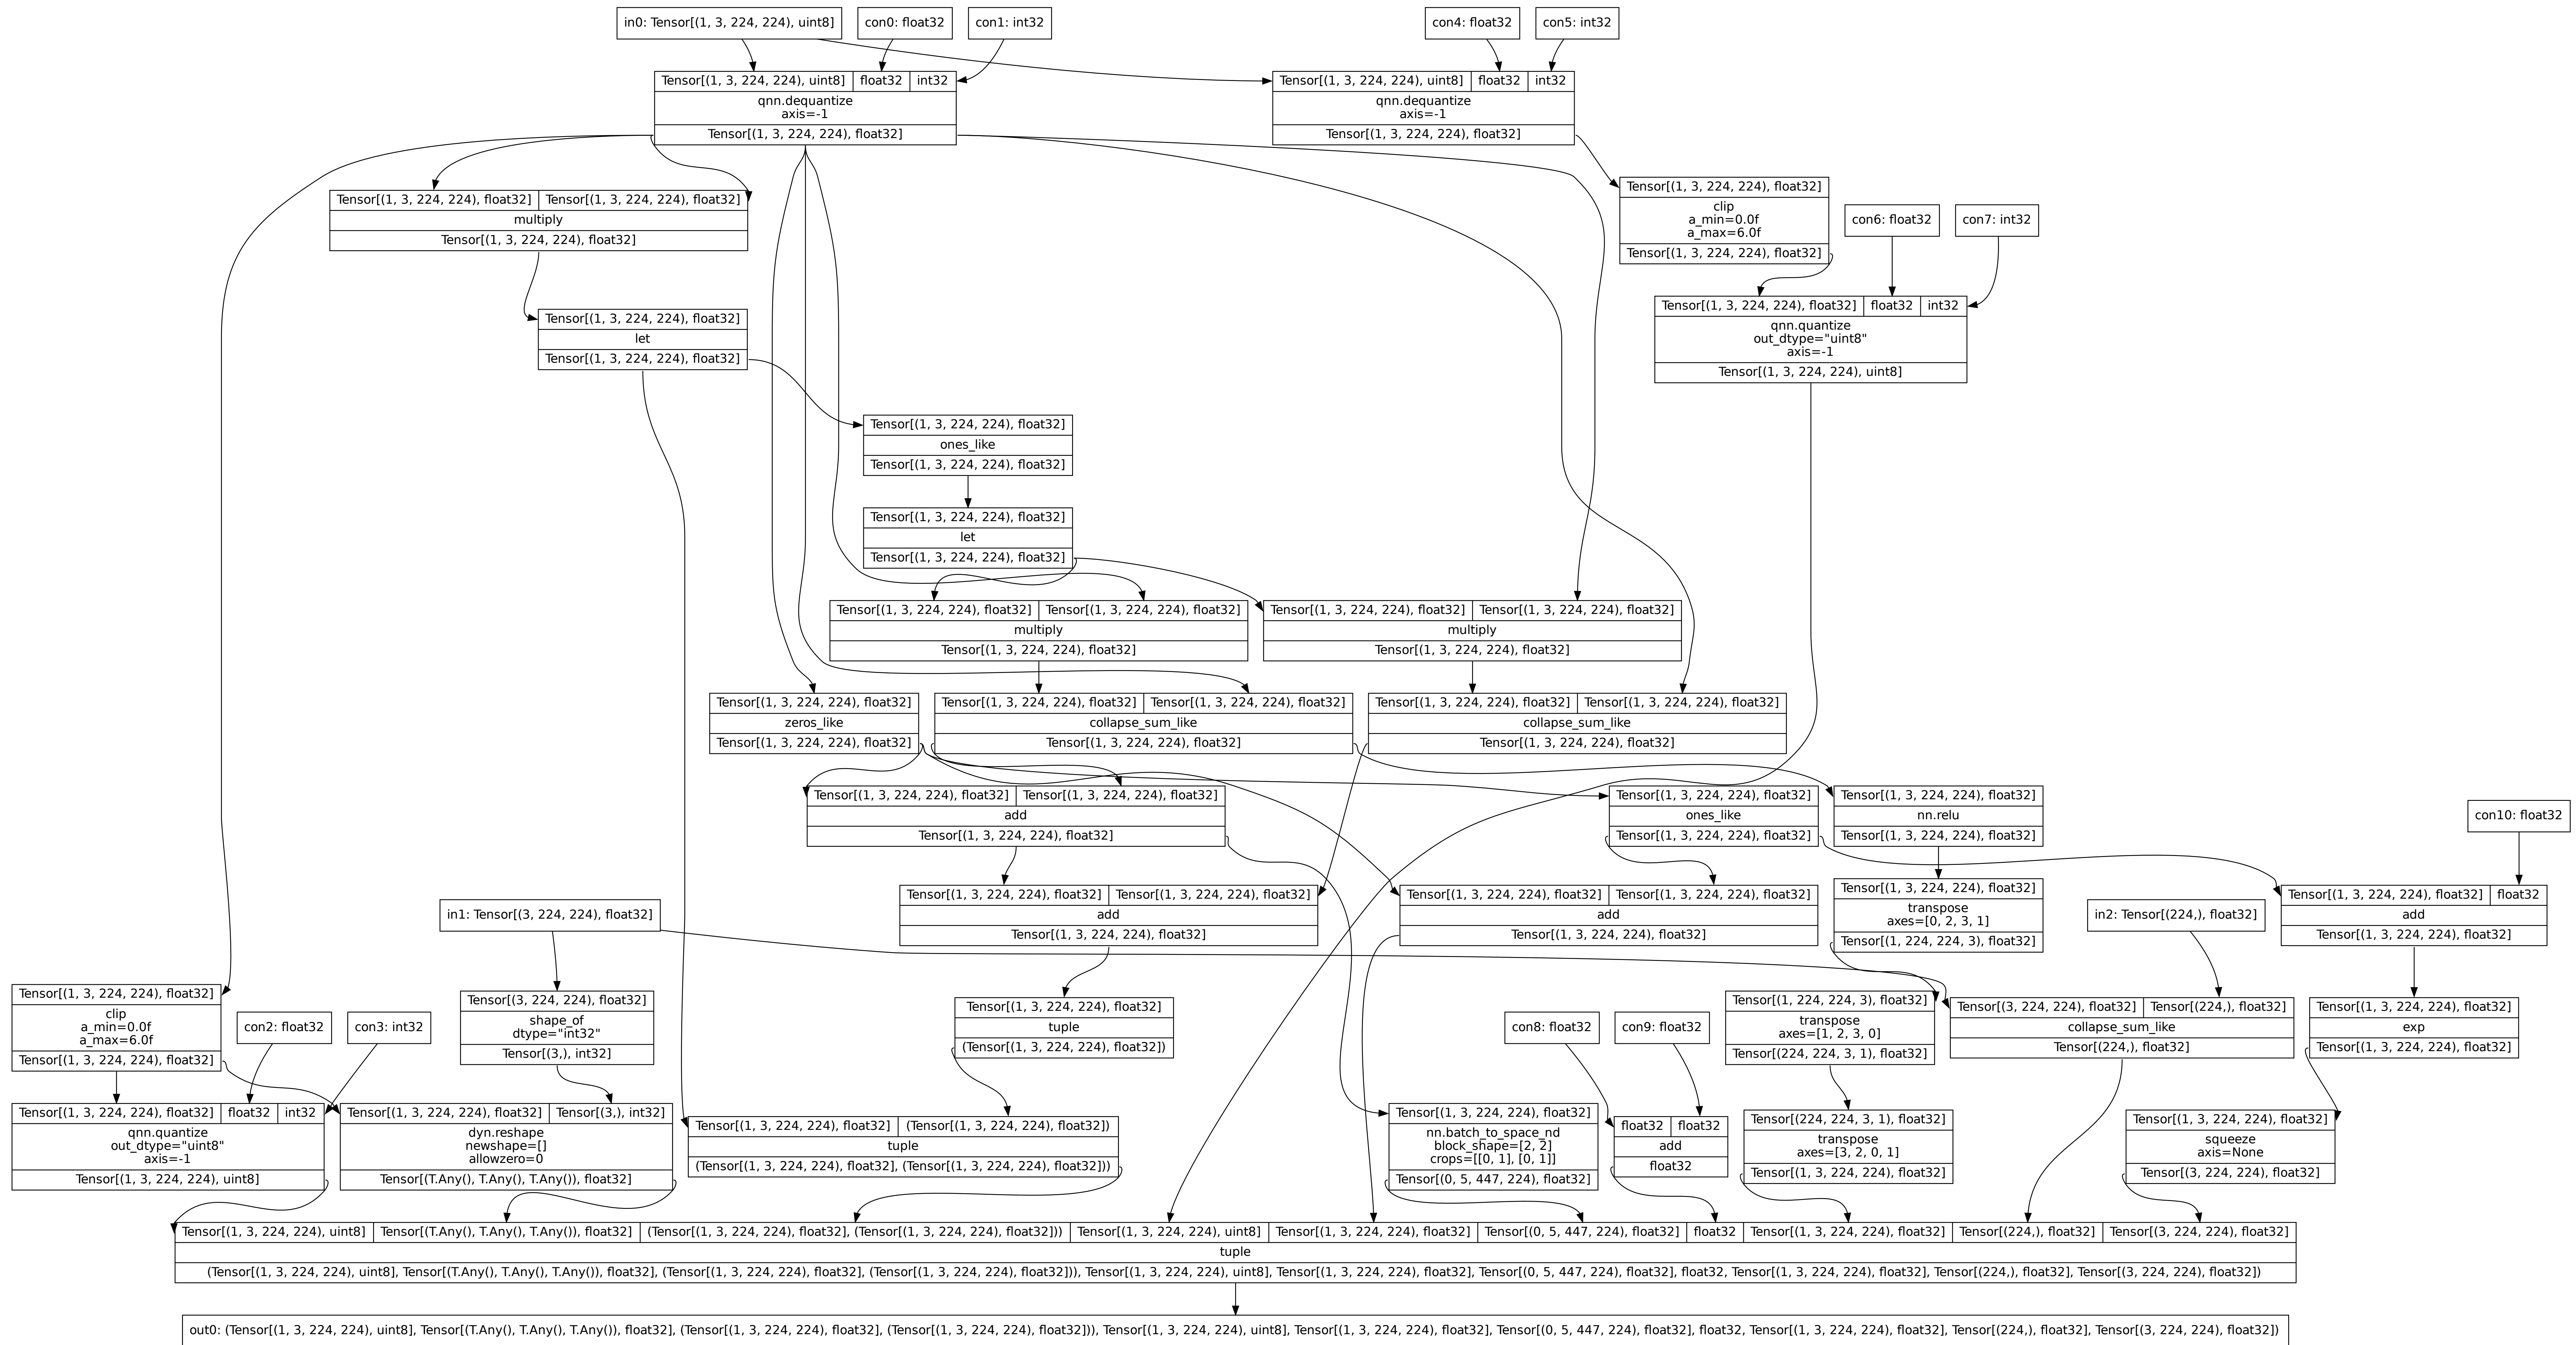 in0: Tensor[(1, 3, 224, 224), uint8]
con0: float32
con1: int32
con4: float32
con5: int32
Tensor[(1, 3, 224, 224), uint8]
float32
int32
qnn.dequantize
axis=-1
Tensor[(1, 3, 224, 224), float32]
Tensor[(1, 3, 224, 224), uint8]
float32
int32
qnn.dequantize
axis=-1
Tensor[(1, 3, 224, 224), float32]
Tensor[(1, 3, 224, 224), float32]
Tensor[(1, 3, 224, 224), float32]
multiply
Tensor[(1, 3, 224, 224), float32]
Tensor[(1, 3, 224, 224), float32]
clip
a_min=0.0f
a_max=6.0f
Tensor[(1, 3, 224, 224), float32]
con6: float32
con7: int32
Tensor[(1, 3, 224, 224), float32]
let
Tensor[(1, 3, 224, 224), float32]
Tensor[(1, 3, 224, 224), float32]
float32
int32
qnn.quantize
out_dtype="uint8"
axis=-1
Tensor[(1, 3, 224, 224), uint8]
Tensor[(1, 3, 224, 224), float32]
ones_like
Tensor[(1, 3, 224, 224), float32]
Tensor[(1, 3, 224, 224), float32]
let
Tensor[(1, 3, 224, 224), float32]
Tensor[(1, 3, 224, 224), float32]
Tensor[(1, 3, 224, 224), float32]
multiply
Tensor[(1, 3, 224, 224), float32]
Tensor[(1, 3, 224, 224), float32]
Tensor[(1, 3, 224, 224), float32]
multiply
Tensor[(1, 3, 224, 224), float32]
Tensor[(1, 3, 224, 224), float32]
zeros_like
Tensor[(1, 3, 224, 224), float32]
Tensor[(1, 3, 224, 224), float32]
Tensor[(1, 3, 224, 224), float32]
collapse_sum_like
Tensor[(1, 3, 224, 224), float32]
Tensor[(1, 3, 224, 224), float32]
Tensor[(1, 3, 224, 224), float32]
collapse_sum_like
Tensor[(1, 3, 224, 224), float32]
Tensor[(1, 3, 224, 224), float32]
Tensor[(1, 3, 224, 224), float32]
add
Tensor[(1, 3, 224, 224), float32]
Tensor[(1, 3, 224, 224), float32]
ones_like
Tensor[(1, 3, 224, 224), float32]
Tensor[(1, 3, 224, 224), float32]
nn.relu
Tensor[(1, 3, 224, 224), float32]
con10: float32
in1: Tensor[(3, 224, 224), float32]
Tensor[(1, 3, 224, 224), float32]
Tensor[(1, 3, 224, 224), float32]
add
Tensor[(1, 3, 224, 224), float32]
Tensor[(1, 3, 224, 224), float32]
Tensor[(1, 3, 224, 224), float32]
add
Tensor[(1, 3, 224, 224), float32]
Tensor[(1, 3, 224, 224), float32]
transpose
axes=[0, 2, 3, 1]
Tensor[(1, 224, 224, 3), float32]
in2: Tensor[(224,), float32]
Tensor[(1, 3, 224, 224), float32]
float32
add
Tensor[(1, 3, 224, 224), float32]
Tensor[(1, 3, 224, 224), float32]
clip
a_min=0.0f
a_max=6.0f
Tensor[(1, 3, 224, 224), float32]
con2: float32
con3: int32
Tensor[(3, 224, 224), float32]
shape_of
dtype="int32"
Tensor[(3,), int32]
Tensor[(1, 3, 224, 224), float32]
tuple
(Tensor[(1, 3, 224, 224), float32])
con8: float32
con9: float32
Tensor[(1, 224, 224, 3), float32]
transpose
axes=[1, 2, 3, 0]
Tensor[(224, 224, 3, 1), float32]
Tensor[(3, 224, 224), float32]
Tensor[(224,), float32]
collapse_sum_like
Tensor[(224,), float32]
Tensor[(1, 3, 224, 224), float32]
exp
Tensor[(1, 3, 224, 224), float32]
Tensor[(1, 3, 224, 224), float32]
float32
int32
qnn.quantize
out_dtype="uint8"
axis=-1
Tensor[(1, 3, 224, 224), uint8]
Tensor[(1, 3, 224, 224), float32]
Tensor[(3,), int32]
dyn.reshape
newshape=[]
allowzero=0
Tensor[(T.Any(), T.Any(), T.Any()), float32]
Tensor[(1, 3, 224, 224), float32]
(Tensor[(1, 3, 224, 224), float32])
tuple
(Tensor[(1, 3, 224, 224), float32], (Tensor[(1, 3, 224, 224), float32]))
Tensor[(1, 3, 224, 224), float32]
nn.batch_to_space_nd
block_shape=[2, 2]
crops=[[0, 1], [0, 1]]
Tensor[(0, 5, 447, 224), float32]
float32
float32
add
float32
Tensor[(224, 224, 3, 1), float32]
transpose
axes=[3, 2, 0, 1]
Tensor[(1, 3, 224, 224), float32]
Tensor[(1, 3, 224, 224), float32]
squeeze
axis=None
Tensor[(3, 224, 224), float32]
Tensor[(1, 3, 224, 224), uint8]
Tensor[(T.Any(), T.Any(), T.Any()), float32]
(Tensor[(1, 3, 224, 224), float32], (Tensor[(1, 3, 224, 224), float32]))
Tensor[(1, 3, 224, 224), uint8]
Tensor[(1, 3, 224, 224), float32]
Tensor[(0, 5, 447, 224), float32]
float32
Tensor[(1, 3, 224, 224), float32]
Tensor[(224,), float32]
Tensor[(3, 224, 224), float32]
tuple
(Tensor[(1, 3, 224, 224), uint8], Tensor[(T.Any(), T.Any(), T.Any()), float32], (Tensor[(1, 3, 224, 224), float32], (Tensor[(1, 3, 224, 224), float32])), Tensor[(1, 3, 224, 224), uint8], Tensor[(1, 3, 224, 224), float32], Tensor[(0, 5, 447, 224), float32], float32, Tensor[(1, 3, 224, 224), float32], Tensor[(224,), float32], Tensor[(3, 224, 224), float32])
out0: (Tensor[(1, 3, 224, 224), uint8], Tensor[(T.Any(), T.Any(), T.Any()), float32], (Tensor[(1, 3, 224, 224), float32], (Tensor[(1, 3, 224, 224), float32])), Tensor[(1, 3, 224, 224), uint8], Tensor[(1, 3, 224, 224), float32], Tensor[(0, 5, 447, 224), float32], float32, Tensor[(1, 3, 224, 224), float32], Tensor[(224,), float32], Tensor[(3, 224, 224), float32])